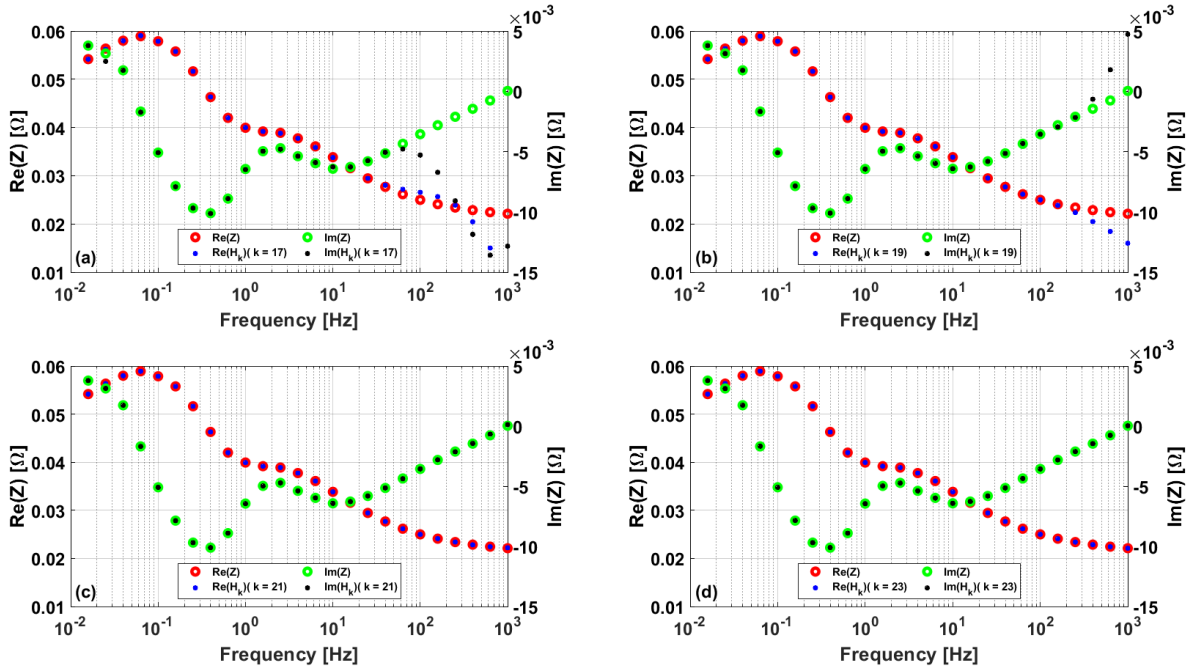 ×10⁻³ ×10⁻³
0.06 5 0.06 5
0.05 0 0.05 0
0.04 0.04
Re(Z) [Ω] -5 Im(Z) [Ω] Re(Z) [Ω] -5 Im(Z) [Ω]
0.03 0.03
0.02 -10 0.02 -10
Re(Z) Im(Z) Re(Z) Im(Z)
(a) Re(Hₖ)( k = 17) Im(Hₖ)( k = 17) (b) Re(Hₖ)( k = 19) Im(Hₖ)( k = 19)
0.01 -15 0.01 -15
10⁻² 10⁻¹ 10⁰ 10¹ 10² 10³ 10⁻² 10⁻¹ 10⁰ 10¹ 10² 10³
Frequency [Hz] Frequency [Hz]
×10⁻³ ×10⁻³
0.06 5 0.06 5
0.05 0 0.05 0
0.04 0.04
Re(Z) [Ω] -5 Im(Z) [Ω] Re(Z) [Ω] -5 Im(Z) [Ω]
0.03 0.03
0.02 -10 0.02 -10
Re(Z) Im(Z) Re(Z) Im(Z)
(c) Re(Hₖ)( k = 21) Im(Hₖ)( k = 21) (d) Re(Hₖ)( k = 23) Im(Hₖ)( k = 23)
0.01 -15 0.01 -15
10⁻² 10⁻¹ 10⁰ 10¹ 10² 10³ 10⁻² 10⁻¹ 10⁰ 10¹ 10² 10³
Frequency [Hz] Frequency [Hz]